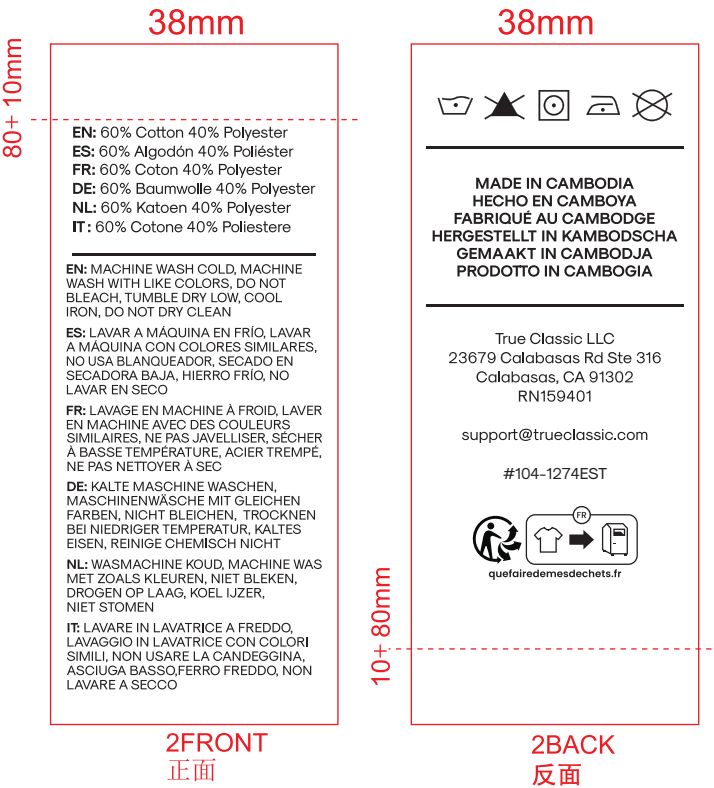 38mm
80+ 10mm
EN: 60% Cotton 40% Polyester
ES: 60% Algodón 40% Poliéster
FR: 60% Coton 40% Polyester
DE: 60% Baumwolle 40% Polyester
NL: 60% Katoen 40% Polyester
IT: 60% Cotone 40% Poliestere
EN: MACHINE WASH COLD, MACHINE
WASH WITH LIKE COLORS, DO NOT
BLEACH, TUMBLE DRY LOW, COOL
IRON, DO NOT DRY CLEAN
ES: LAVAR A MÁQUINA EN FRÍO, LAVAR
A MÁQUINA CON COLORES SIMILARES,
NO USA BLANQUEADOR, SECADO EN
SECADORA BAJA, HIERRO FRÍO, NO
LAVAR EN SECO
FR: LAVAGE EN MACHINE À FROID, LAVER
EN MACHINE AVEC DES COULEURS
SIMILAIRES, NE PAS JAVELLISER, SÉCHER
À BASSE TEMPÉRATURE, ACIER TREMPÉ,
NE PAS NETTOYER À SEC
DE: KALTE MASCHINE WASCHEN,
MASCHINENWÄSCHE MIT GLEICHEN
FARBEN, NICHT BLEICHEN, TROCKNEN
BEI NIEDRIGER TEMPERATUR, KALTES
EISEN, REINIGE CHEMISCH NICHT
NL: WASMACHINE KOUD, MACHINE WAS
MET ZOALS KLEUREN, NIET BLEKEN,
DROGEN OP LAAG, KOEL IJZER,
NIET STOMEN
IT: LAVARE IN LAVATRICE A FREDDO,
LAVAGGIO IN LAVATRICE CON COLORI
SIMILI, NON USARE LA CANDEGGINA,
ASCIUGA BASSO,FERRO FREDDO, NON
LAVARE A SECCO
2FRONT
正面
38mm
MADE IN CAMBODIA
HECHO EN CAMBOYA
FABRIQUÉ AU CAMBODGE
HERGESTELLT IN KAMBODSCHA
GEMAAKT IN CAMBODJA
PRODOTTO IN CAMBOGIA
True Classic LLC
23679 Calabasas Rd Ste 316
Calabasas, CA 91302
RN159401
support@trueclassic.com
#104-1274EST
FR
quefairedemesdechets.fr
10+ 80mm
2BACK
反面